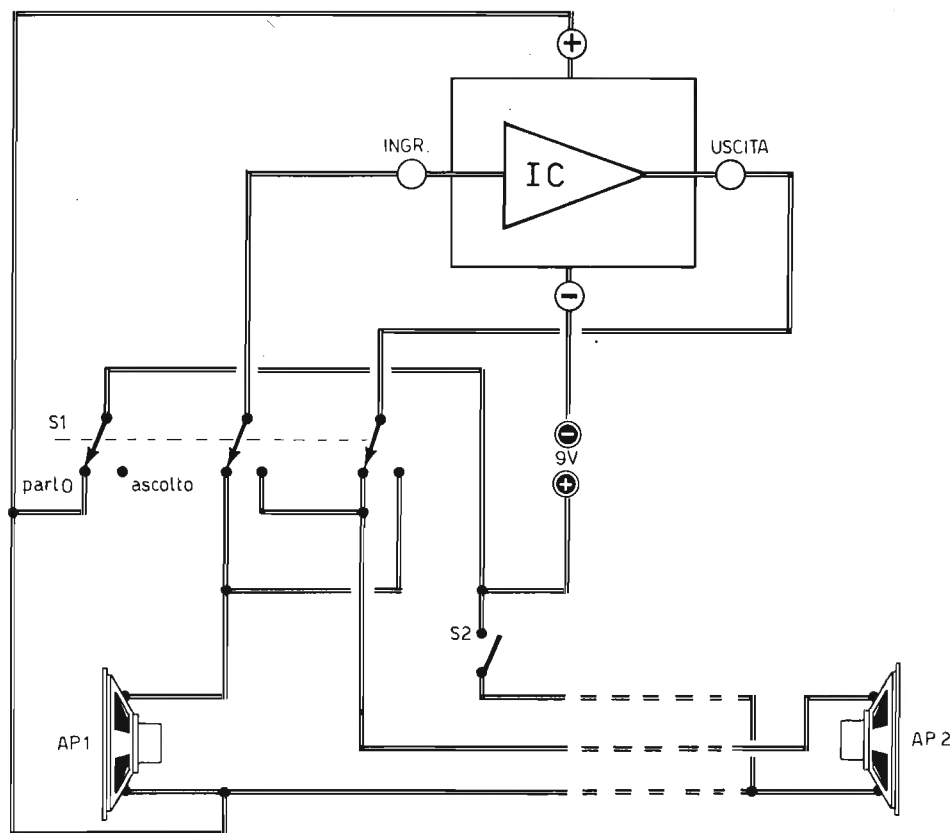 +
INGR.
IC
USCITA
−
S1
−
9V
+
parlo
ascolto
S2
AP1
AP 2